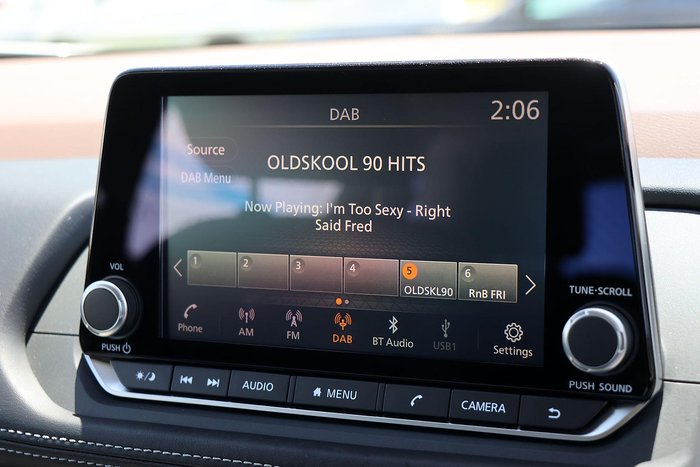 DAB
2:06
Source
OLDSKOOL 90 HITS
DAB Menu
Now Playing: I'm Too Sexy - Right
Said Fred
1 2 3 4 5 6
OLDSKL90 RnB FRI
Phone AM FM DAB BT Audio USB1 Settings
VOL
PUSH
TUNE·SCROLL
PUSH SOUND
AUDIO MENU CAMERA